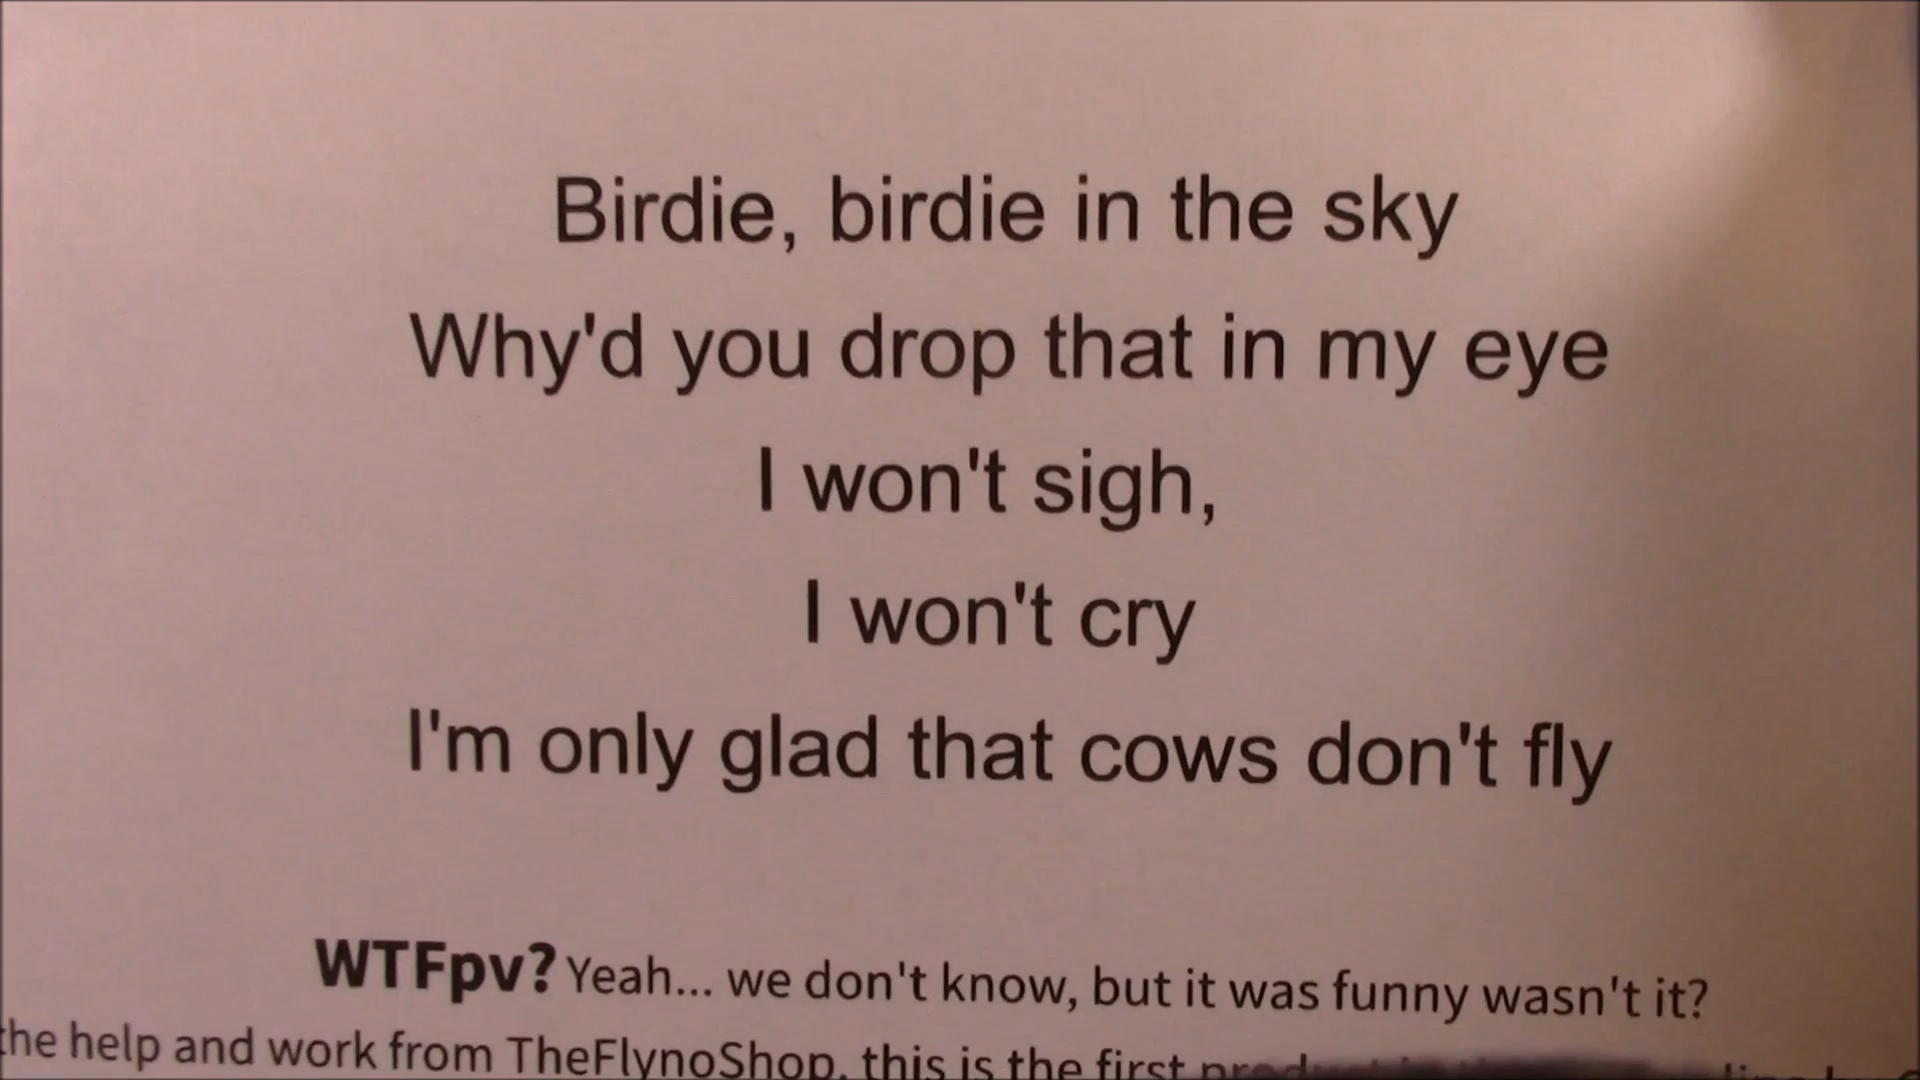 Birdie, birdie in the sky
Why'd you drop that in my eye
I won't sigh,
I won't cry
I'm only glad that cows don't fly
WTFpv? Yeah... we don't know, but it was funny wasn't it?
the help and work from TheFlynoShop, this is the first